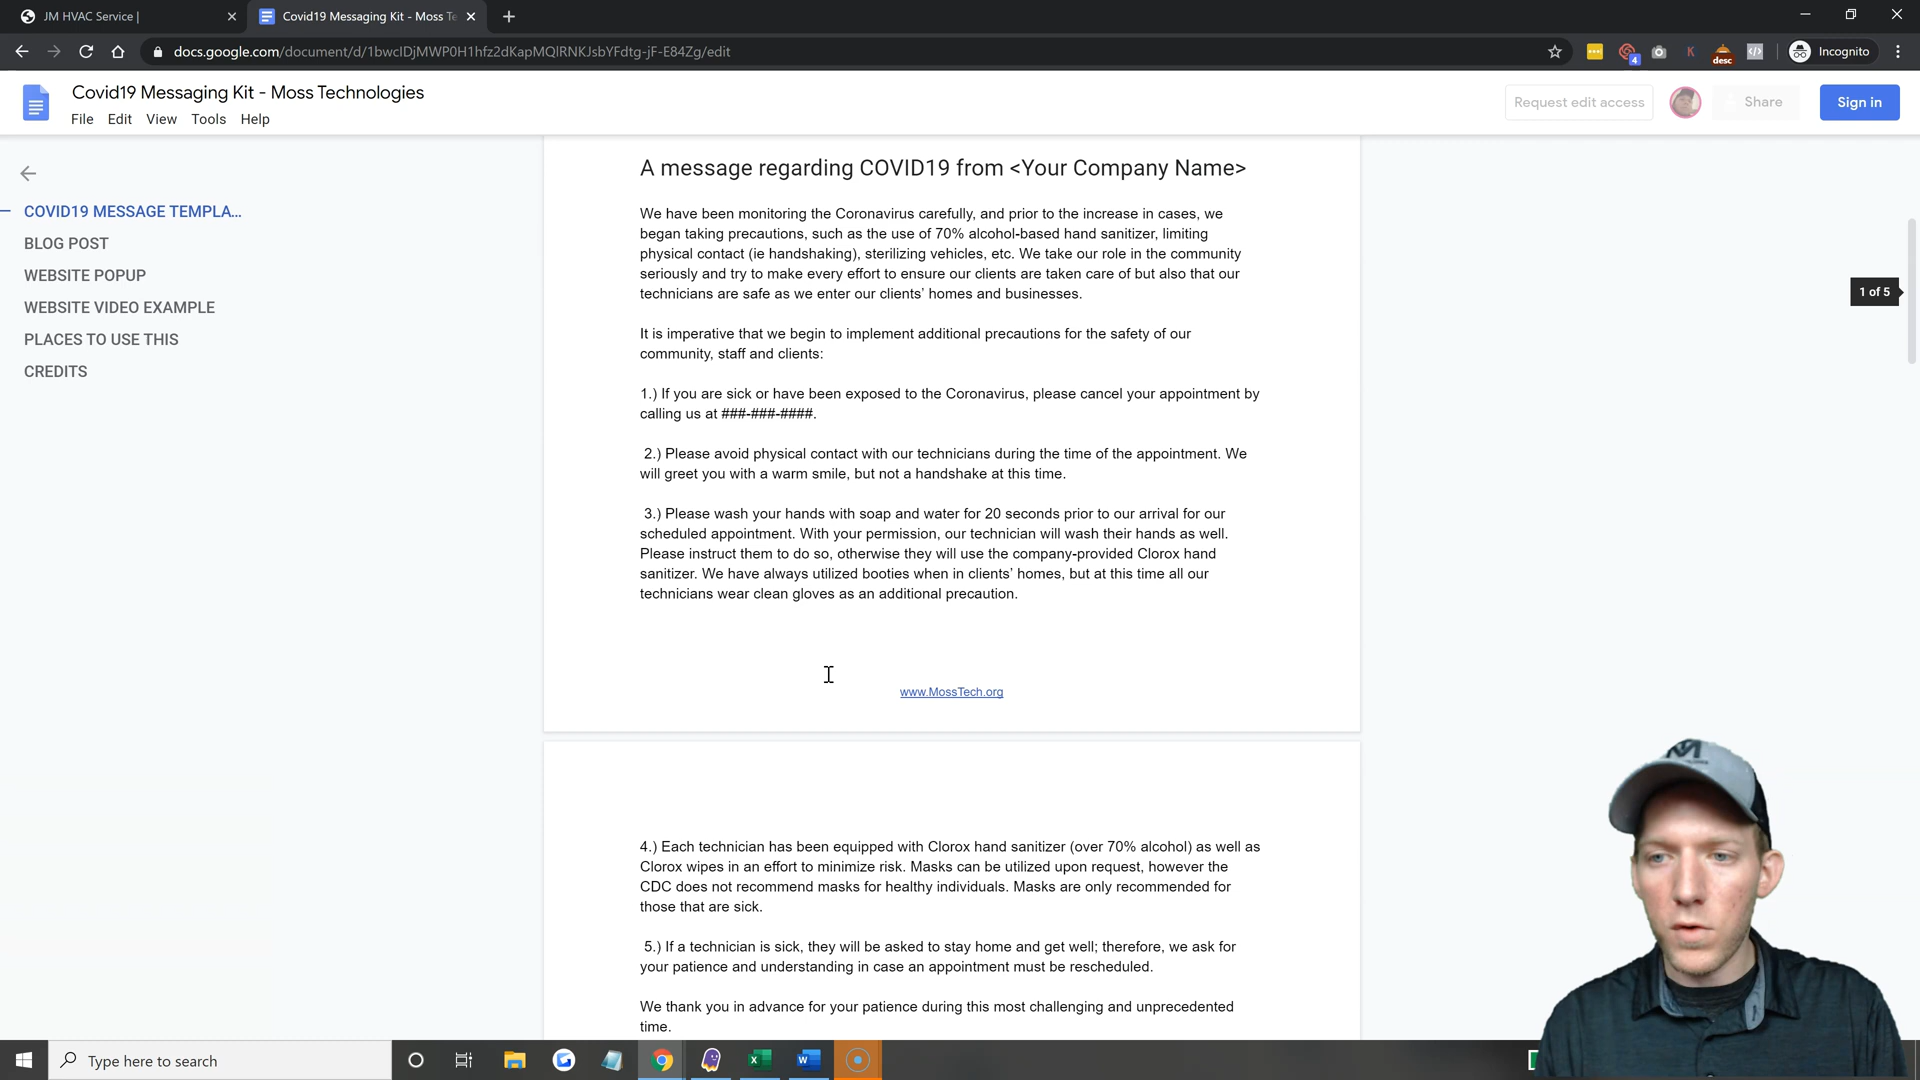 JM HVAC Service |
Covid19 Messaging Kit - Moss Te
docs.google.com/document/d/1bwcIDjMWP0H1hfz2dKapMQlRNKJsbYFdtg-jF-E84Zg/edit
4
K
desc
Incognito
Covid19 Messaging Kit - Moss Technologies
File Edit View Tools Help
Request edit access
Share
Sign in
COVID19 MESSAGE TEMPLA...
BLOG POST
WEBSITE POPUP
WEBSITE VIDEO EXAMPLE
PLACES TO USE THIS
CREDITS
A message regarding COVID19 from <Your Company Name>
We have been monitoring the Coronavirus carefully, and prior to the increase in cases, we
began taking precautions, such as the use of 70% alcohol-based hand sanitizer, limiting
physical contact (ie handshaking), sterilizing vehicles, etc. We take our role in the community
seriously and try to make every effort to ensure our clients are taken care of but also that our
technicians are safe as we enter our clients’ homes and businesses.
1 of 5
It is imperative that we begin to implement additional precautions for the safety of our
community, staff and clients:
1.) If you are sick or have been exposed to the Coronavirus, please cancel your appointment by
calling us at ###-###-####.
2.) Please avoid physical contact with our technicians during the time of the appointment. We
will greet you with a warm smile, but not a handshake at this time.
3.) Please wash your hands with soap and water for 20 seconds prior to our arrival for our
scheduled appointment. With your permission, our technician will wash their hands as well.
Please instruct them to do so, otherwise they will use the company-provided Clorox hand
sanitizer. We have always utilized booties when in clients’ homes, but at this time all our
technicians wear clean gloves as an additional precaution.
www.MossTech.org
4.) Each technician has been equipped with Clorox hand sanitizer (over 70% alcohol) as well as
Clorox wipes in an effort to minimize risk. Masks can be utilized upon request, however the
CDC does not recommend masks for healthy individuals. Masks are only recommended for
those that are sick.
5.) If a technician is sick, they will be asked to stay home and get well; therefore, we ask for
your patience and understanding in case an appointment must be rescheduled.
We thank you in advance for your patience during this most challenging and unprecedented
time.
Type here to search